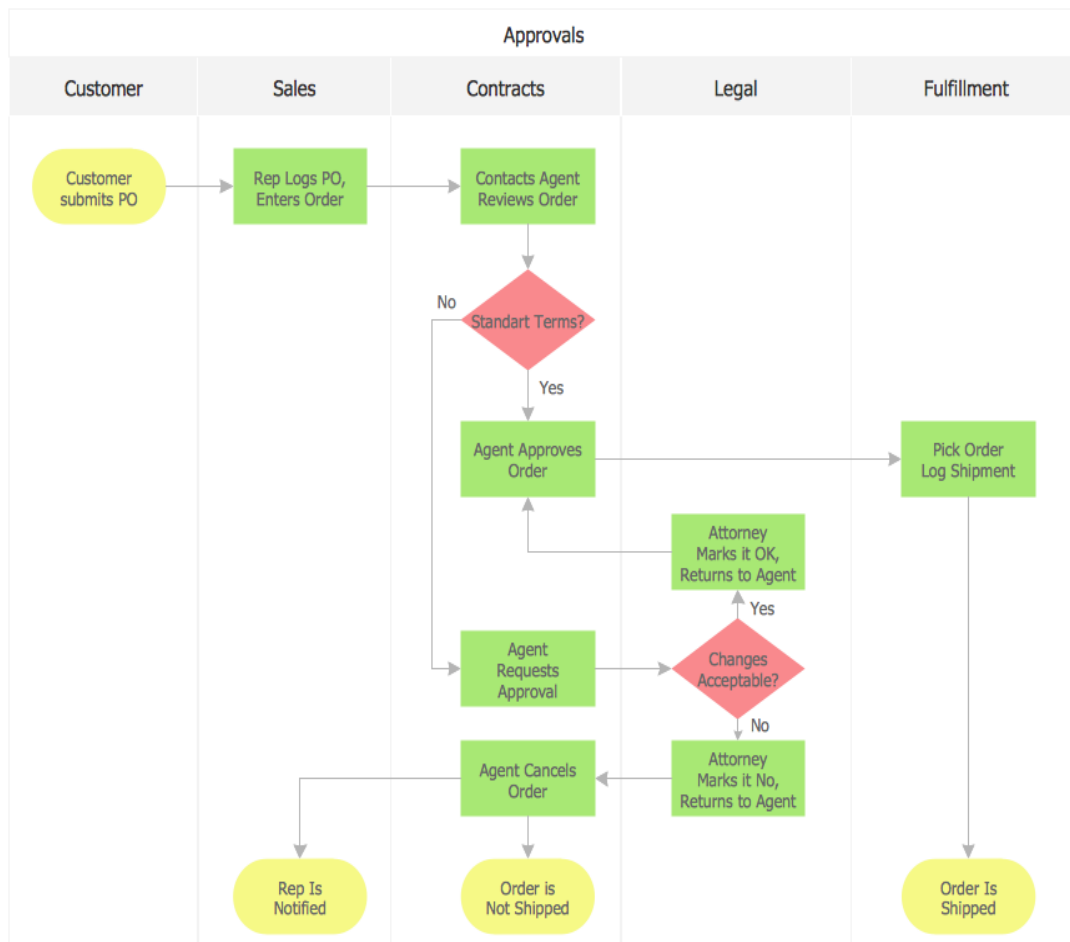 Approvals
Customer
Sales
Contracts
Legal
Fulfillment
Customer
submits PO
Rep Logs PO,
Enters Order
Contacts Agent
Reviews Order
No
Standart Terms?
Yes
Agent Approves
Order
Pick Order
Log Shipment
Attorney
Marks it OK,
Returns to Agent
Yes
Agent
Requests
Approval
Changes
Acceptable?
No
Agent Cancels
Order
Attorney
Marks it No,
Returns to Agent
Rep Is
Notified
Order is
Not Shipped
Order Is
Shipped